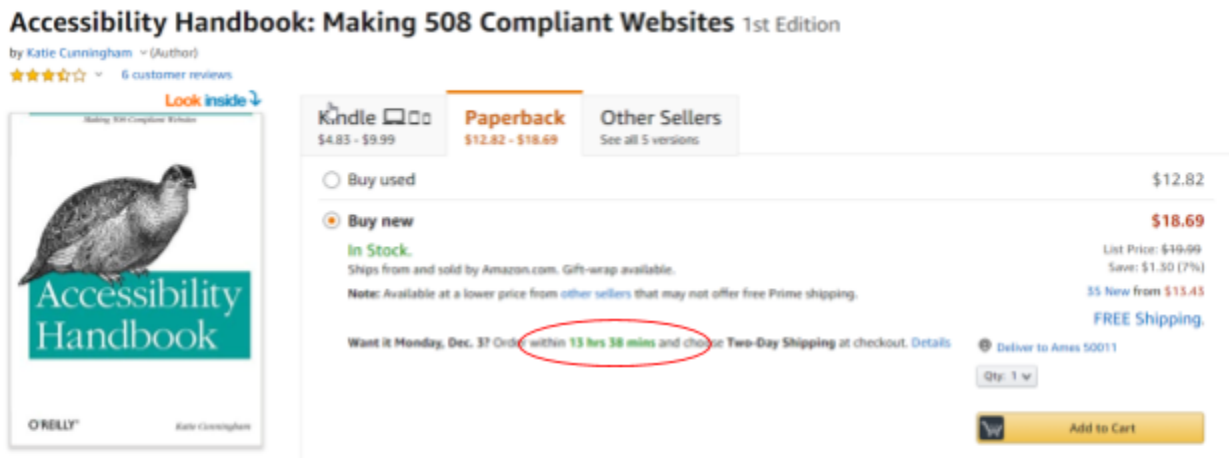 Accessibility Handbook: Making 508 Compliant Websites 1st Edition
by Katie Cunningham (Author)
6 customer reviews
Look inside
Making 508 Compliant Websites
Accessibility
Handbook
O'REILLY®
Katie Cunningham
Kindle
$4.83 - $9.99
Paperback
$12.82 - $18.69
Other Sellers
See all 5 versions
Buy used $12.82
Buy new $18.69
In Stock.
Ships from and sold by Amazon.com. Gift-wrap available.
Note: Available at a lower price from other sellers that may not offer free Prime shipping.
Want it Monday, Dec. 3? Order within 13 hrs 38 mins and choose Two-Day Shipping at checkout. Details
List Price: $19.99
Save: $1.30 (7%)
35 New from $13.43
FREE Shipping.
Deliver to Ames 50011
Qty: 1
Add to Cart